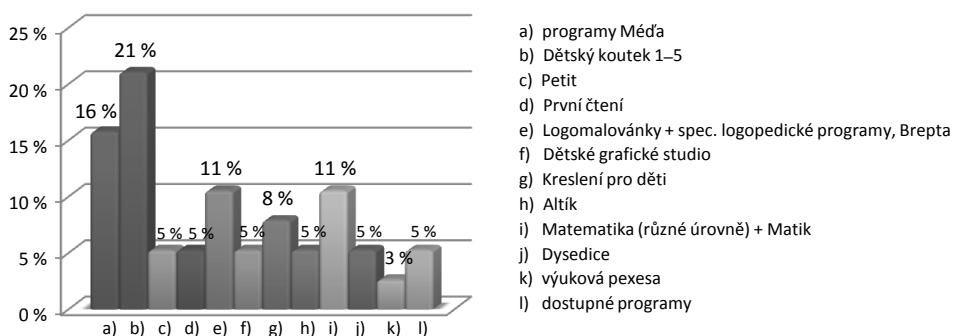 25 %
20 %
15 %
10 %
5 %
0 %
16 %
21 %
5 %
5 %
11 %
5 %
8 %
5 %
11 %
5 %
3 %
5 %
a) b) c) d) e) f) g) h) i) j) k) l)
a) programy Méďa
b) Dětský koutek 1–5
c) Petit
d) První čtení
e) Logomalovánky + spec. logopedické programy, Brepta
f) Dětské grafické studio
g) Kreslení pro děti
h) Altík
i) Matematika (různé úrovně) + Matik
j) Dysedice
k) výuková pexesa
l) dostupné programy